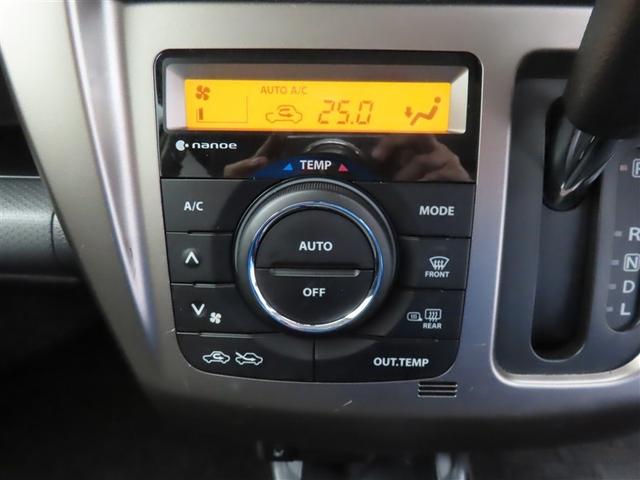 AUTO A/C
25.0
nanoe
TEMP
A/C
MODE
AUTO
OFF
FRONT
REAR
OUT.TEMP
R
N
D
L